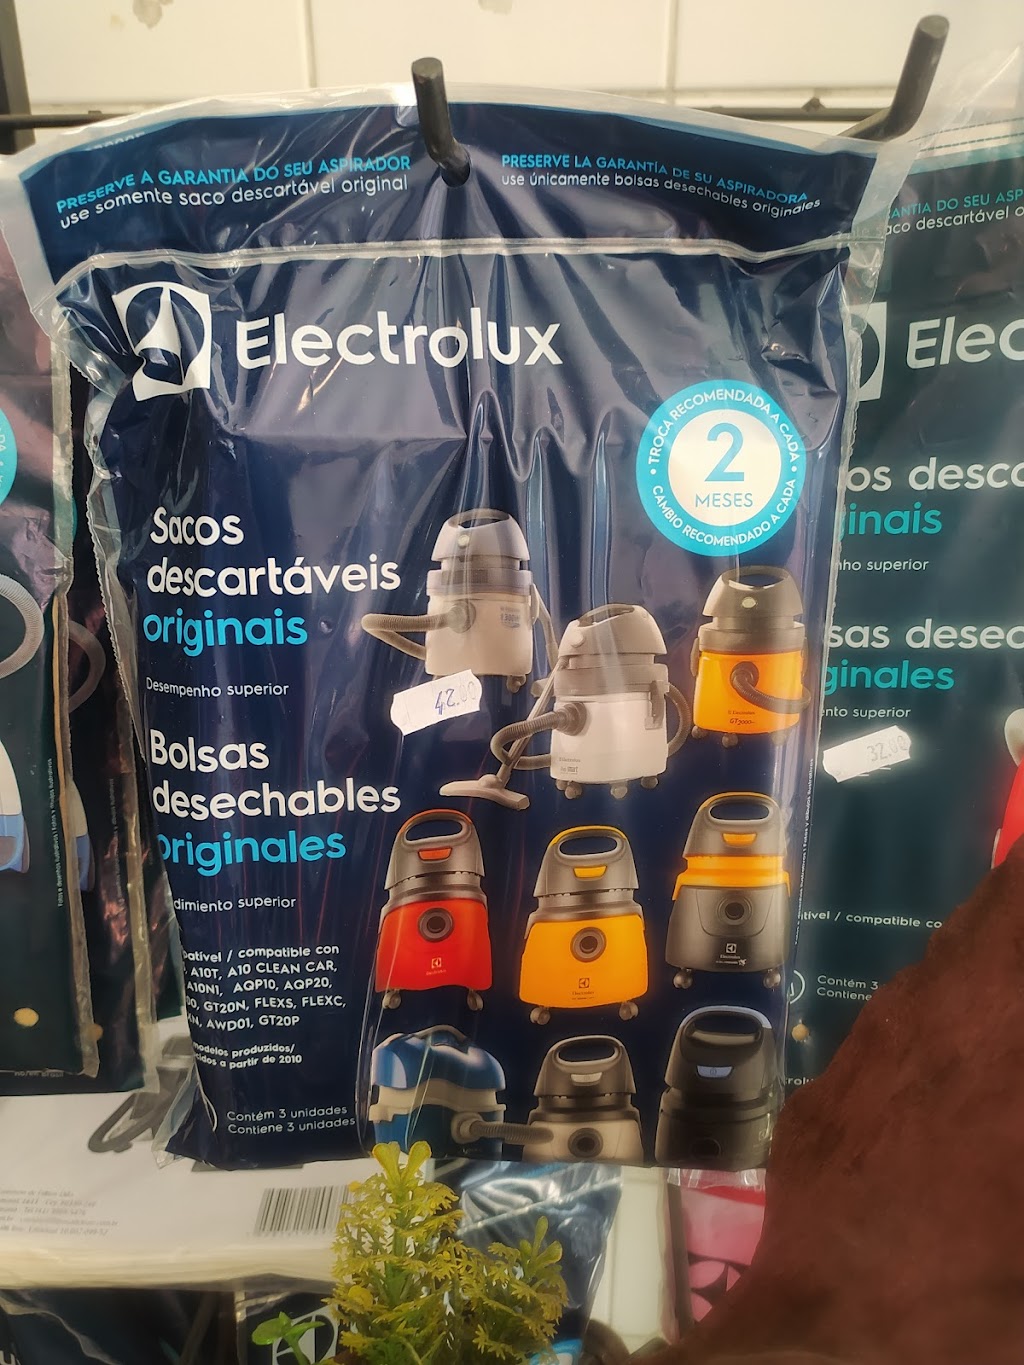 PRESERVE A GARANTIA DO SEU ASPIRADOR
use somente saco descartável original
PRESERVE LA GARANTÍA DE SU ASPIRADORA
use únicamente bolsas desechables originales
Electrolux
TROCA RECOMENDADA A CADA
2
MESES
CAMBIO RECOMENDADO A CADA
Sacos
descartáveis
originais
Desempenho superior
42.00
Bolsas
desechables
originales
dimiento superior
patível / compatible con
A10T, A10 CLEAN CAR,
A10N1, AQP10, AQP20,
GT20N, FLEXS, FLEXC,
AWD01, GT20P
modelos produzidos/
cidos a partir de 2010
Contém 3 unidades
Contiene 3 unidades
GT3000
Electrolux
ANTIA DO SEU ASP
saco descartável o
Elec
os desca
inais
nho superior
sas desec
ginales
nto superior
32.00
tível / compatible co
Contém 3
Contiene